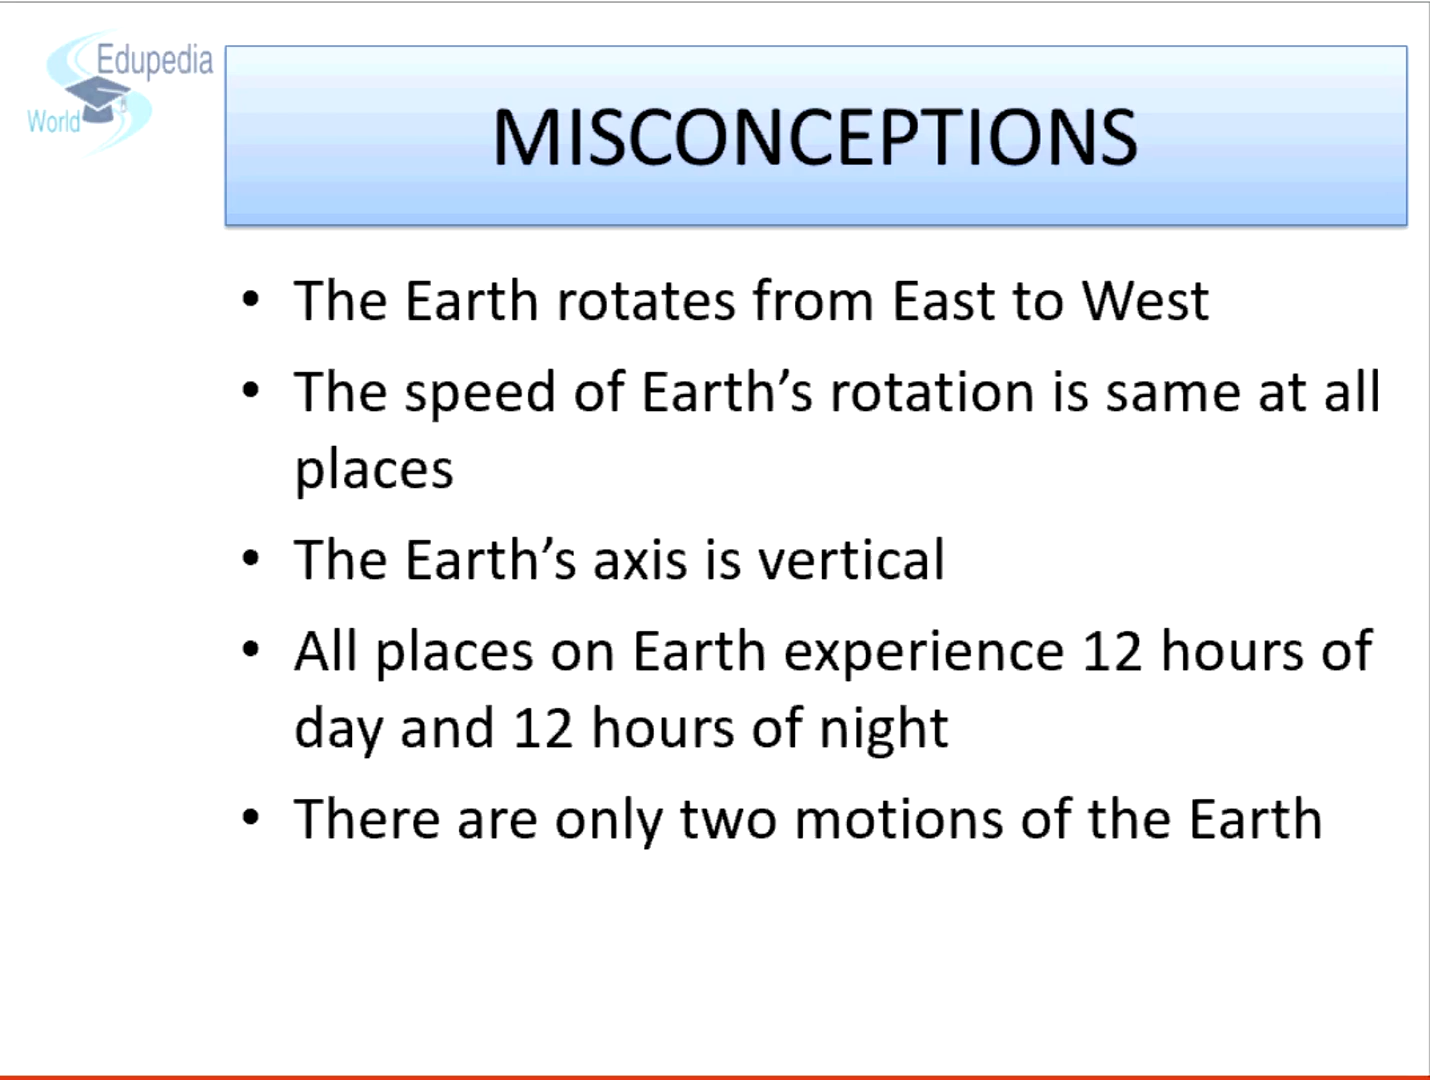 Edupedia
World
MISCONCEPTIONS
• The Earth rotates from East to West
• The speed of Earth’s rotation is same at all
places
• The Earth’s axis is vertical
• All places on Earth experience 12 hours of
day and 12 hours of night
• There are only two motions of the Earth